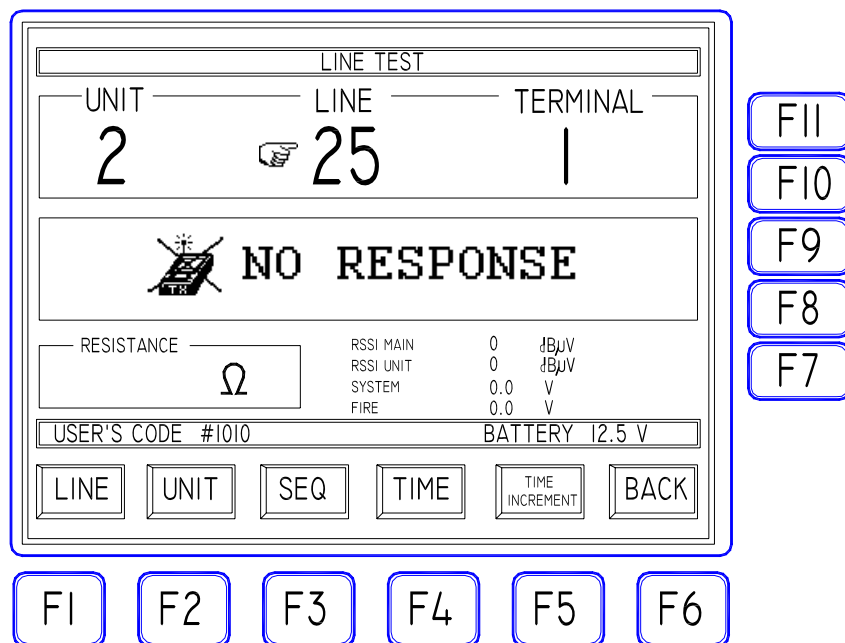 LINE TEST
UNIT LINE TERMINAL
2 25 1
TX
NO RESPONSE
RESISTANCE
Ω
RSSI MAIN 0 dBµV
RSSI UNIT 0 dBµV
SYSTEM 0.0 V
FIRE 0.0 V
USER'S CODE #1010 BATTERY 12.5 V
LINE UNIT SEQ TIME TIME INCREMENT BACK
F11
F10
F9
F8
F7
F1 F2 F3 F4 F5 F6